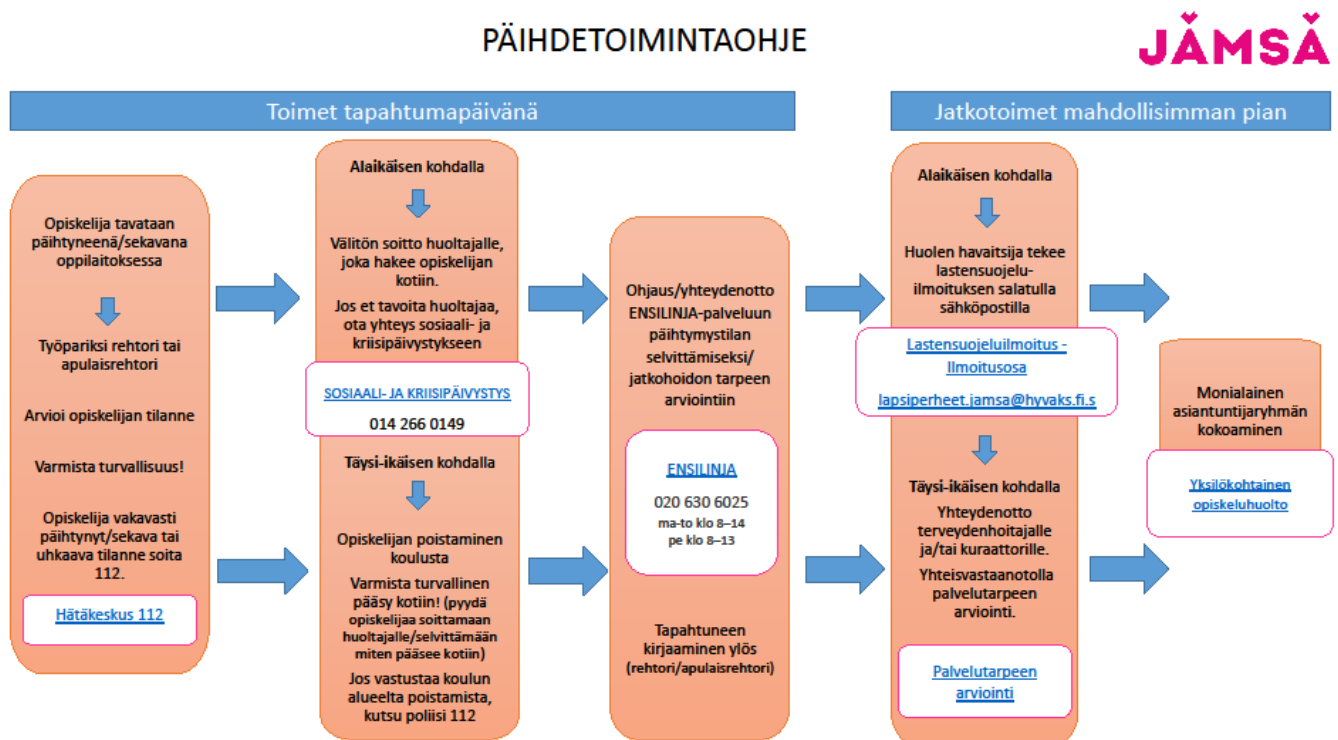 PÄIHDETOIMINTAOHJE
JÄMSÄ
Toimet tapahtumapäivänä
Jatkotoimet mahdollisimman pian
Opiskelija tavataan
päihtyneenä/sekavana
oppilaitoksessa
Työpariksi rehtori tai
apulaisrehtori
Arvioi opiskelijan tilanne
Varmista turvallisuus!
Opiskelija vakavasti
päihtynyt/sekava tai
uhkaava tilanne soita
112.
Hätäkeskus 112
Alaikäisen kohdalla
Välitön soitto huoltajalle,
joka hakee opiskelijan
kotiin.
Jos et tavoita huoltajaa,
ota yhteys sosiaali- ja
kriisipäivystykseen
SOSIAALI- JA KRIISIPÄIVYSTYS
014 266 0149
Täysi-ikäisen kohdalla
Opiskelijan poistaminen
koulusta
Varmista turvallinen
pääsy kotiin! (pyydä
opiskelijaa soittamaan
huoltajalle/selvittämään
miten pääsee kotiin)
Jos vastustaa koulun
alueelta poistamista,
kutsu poliisi 112
Ohjaus/yhteydenotto
ENSILINJA-palveluun
päihtymystilan
selvittämiseksi/
jatkohoidon tarpeen
arviointiin
ENSILINJA
020 630 6025
ma-to klo 8–14
pe klo 8–13
Tapahtuneen
kirjaaminen ylös
(rehtori/apulaisrehtori)
Alaikäisen kohdalla
Huolen havaitsija tekee
lastensuojelu-
ilmoituksen salatulla
sähköpostilla
Lastensuojeluilmoitus -
Ilmoitusosa
lapsiperheet.jamsa@hyvaks.fi.s
Täysi-ikäisen kohdalla
Yhteydenotto
terveydenhoitajalle
ja/tai kuraattorille.
Yhteisvastaanotolla
palvelutarpeen
arviointi.
Palvelutarpeen
arviointi
Monialainen
asiantuntijaryhmän
kokoaminen
Yksilökohtainen
opiskeluhuolto